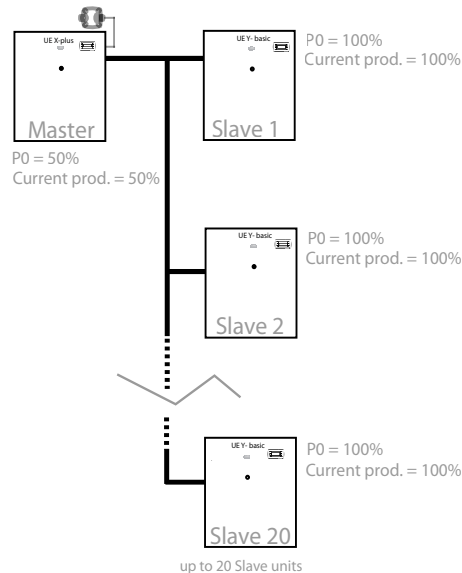 UE X-plus
Master
P0 = 50%
Current prod. = 50%
UE Y- basic
Slave 1
P0 = 100%
Current prod. = 100%
UE Y- basic
Slave 2
P0 = 100%
Current prod. = 100%
UE Y- basic
Slave 20
P0 = 100%
Current prod. = 100%
up to 20 Slave units